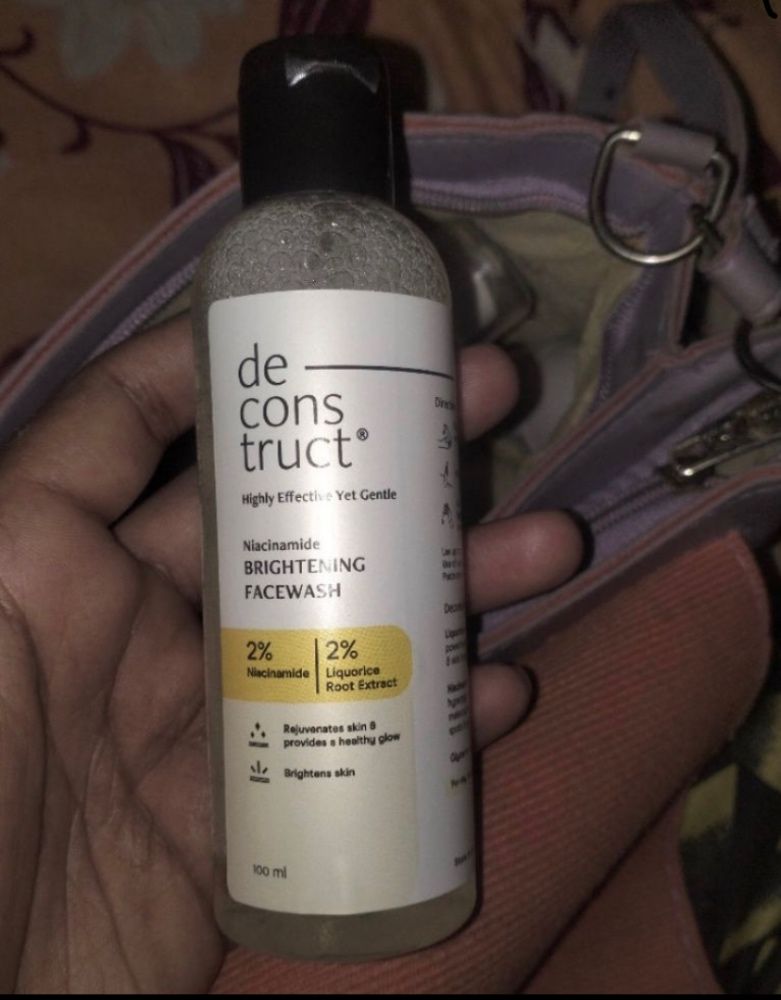 de
cons
truct®
Highly Effective Yet Gentle
Niacinamide
BRIGHTENING
FACEWASH
2%
Niacinamide
2%
Liquorice
Root Extract
Rejuvenates skin &
provides a healthy glow
Brightens skin
100 ml